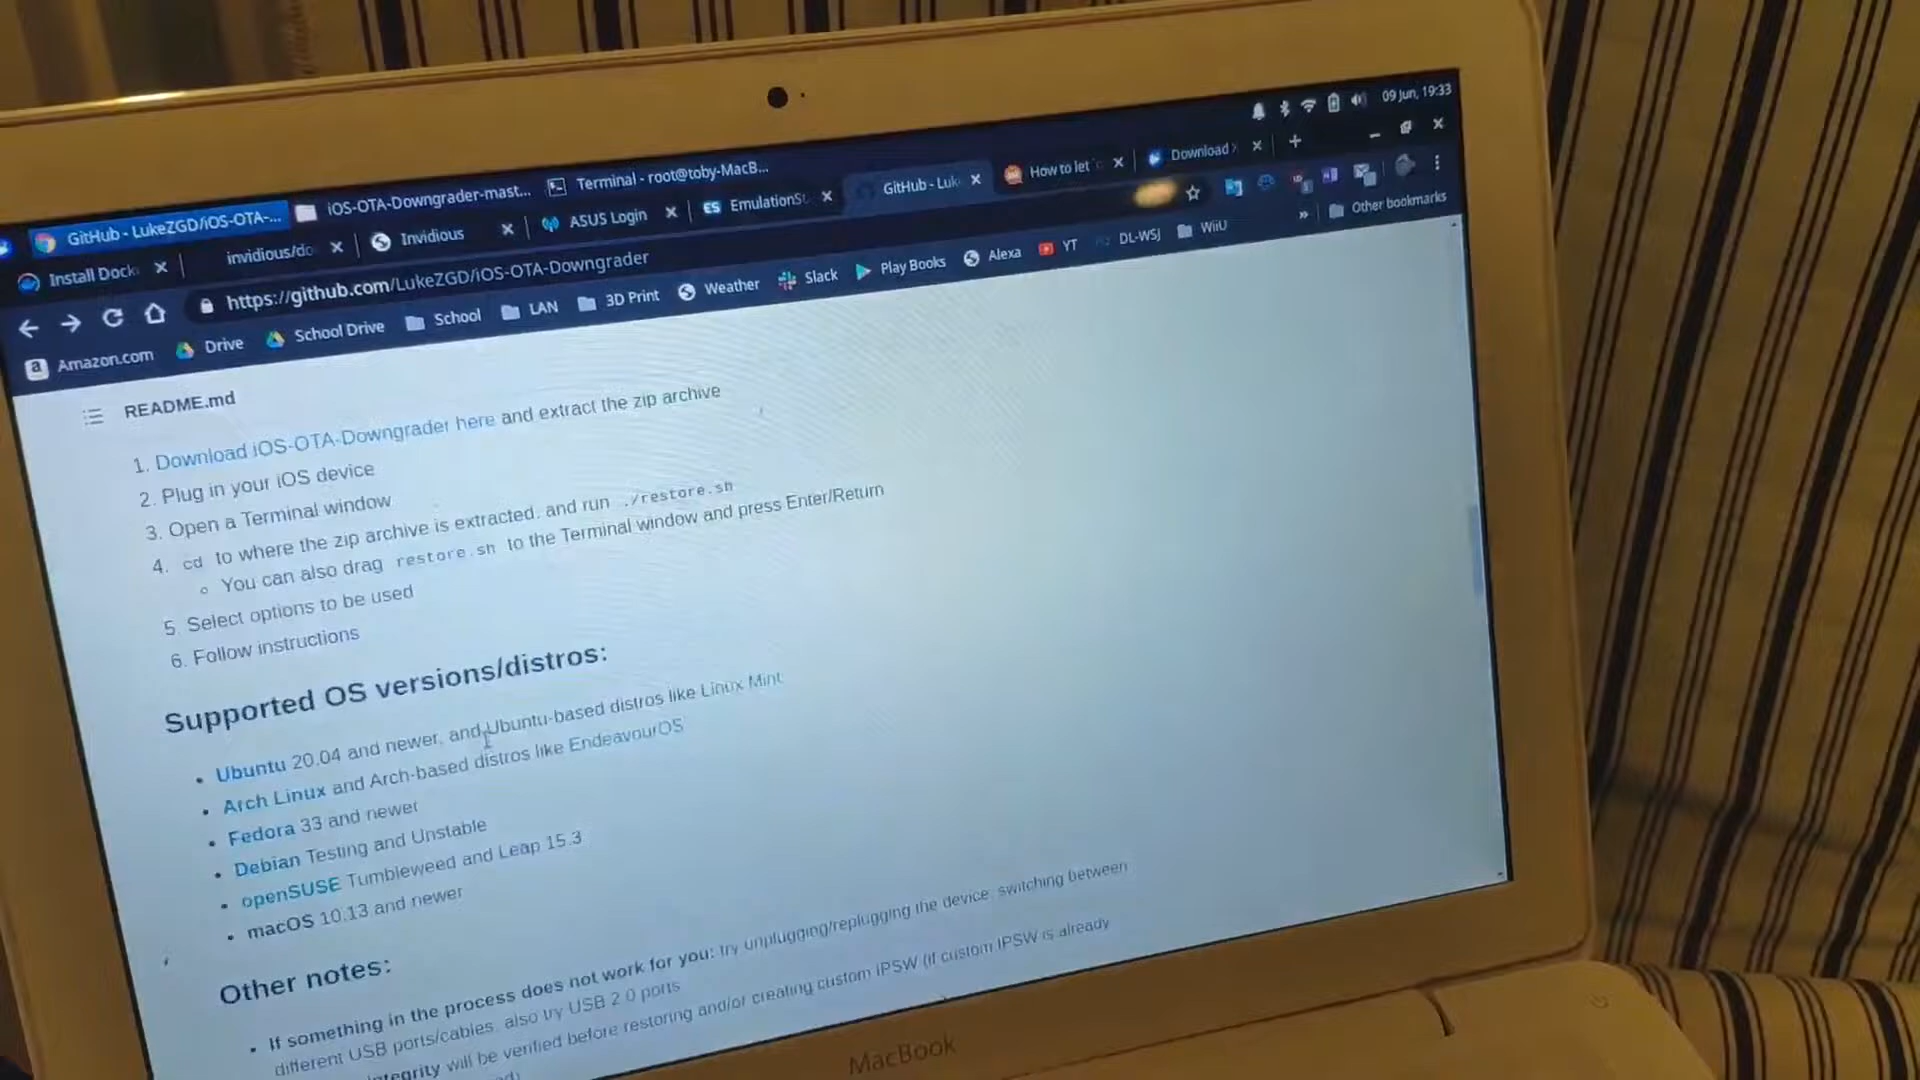 09 Jun, 19:33
GitHub - LukeZGD/iOS-OTA-...
iOS-OTA-Downgrader-mast...
Terminal - root@toby-MacB...
Install Dock
invidious/do
Invidious
ASUS Login
ES EmulationSt
GitHub - Luk
How to let
Download
https://github.com/LukeZGD/iOS-OTA-Downgrader
a Amazon.com
Drive
School Drive
School
LAN
3D Print
Weather
Slack
Play Books
Alexa
YT
DL-WSJ
WiiU
»
Other bookmarks
README.md
1. Download iOS-OTA-Downgrader here and extract the zip archive
2. Plug in your iOS device
3. Open a Terminal window
4. cd to where the zip archive is extracted, and run ./restore.sh
You can also drag restore.sh to the Terminal window and press Enter/Return
5. Select options to be used
6. Follow instructions
Supported OS versions/distros:
Ubuntu 20.04 and newer, and Ubuntu-based distros like Linux Mint
Arch Linux and Arch-based distros like EndeavourOS
Fedora 33 and newer
Debian Testing and Unstable
openSUSE Tumbleweed and Leap 15.3
macOS 10.13 and newer
Other notes:
If something in the process does not work for you: try unplugging/replugging the device, switching between
different USB ports/cables, also try USB 2.0 ports
integrity will be verified before restoring and/or creating custom IPSW (if custom IPSW is already
MacBook